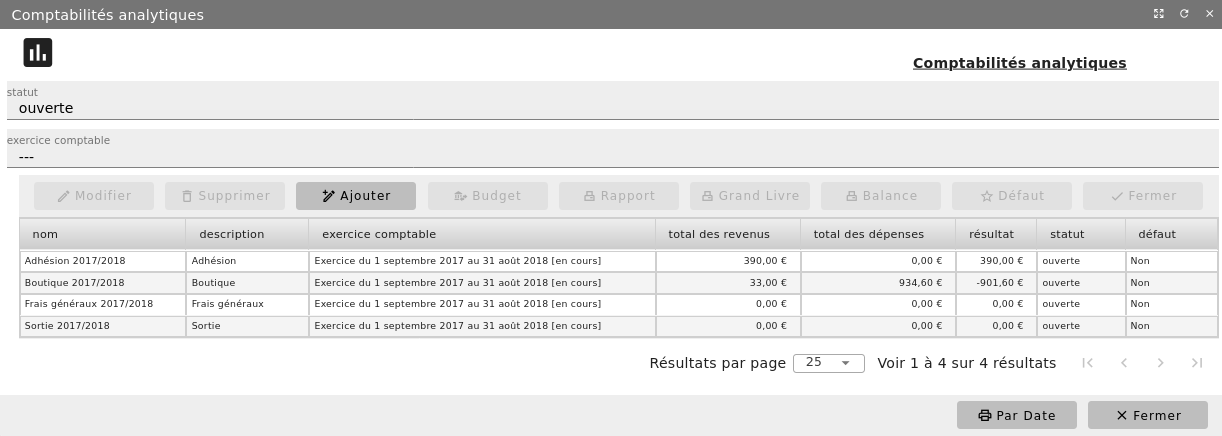 Comptabilités analytiques
Comptabilités analytiques
statut
ouverte
exercice comptable
---
Modifier Supprimer Ajouter Budget Rapport Grand Livre Balance Défaut Fermer
nom description exercice comptable total des revenus total des dépenses résultat statut défaut
Adhésion 2017/2018 Adhésion Exercice du 1 septembre 2017 au 31 août 2018 [en cours] 390,00 € 0,00 € 390,00 € ouverte Non
Boutique 2017/2018 Boutique Exercice du 1 septembre 2017 au 31 août 2018 [en cours] 33,00 € 934,60 € -901,60 € ouverte Non
Frais généraux 2017/2018 Frais généraux Exercice du 1 septembre 2017 au 31 août 2018 [en cours] 0,00 € 0,00 € 0,00 € ouverte Non
Sortie 2017/2018 Sortie Exercice du 1 septembre 2017 au 31 août 2018 [en cours] 0,00 € 0,00 € 0,00 € ouverte Non
Résultats par page 25 Voir 1 à 4 sur 4 résultats
Par Date Fermer